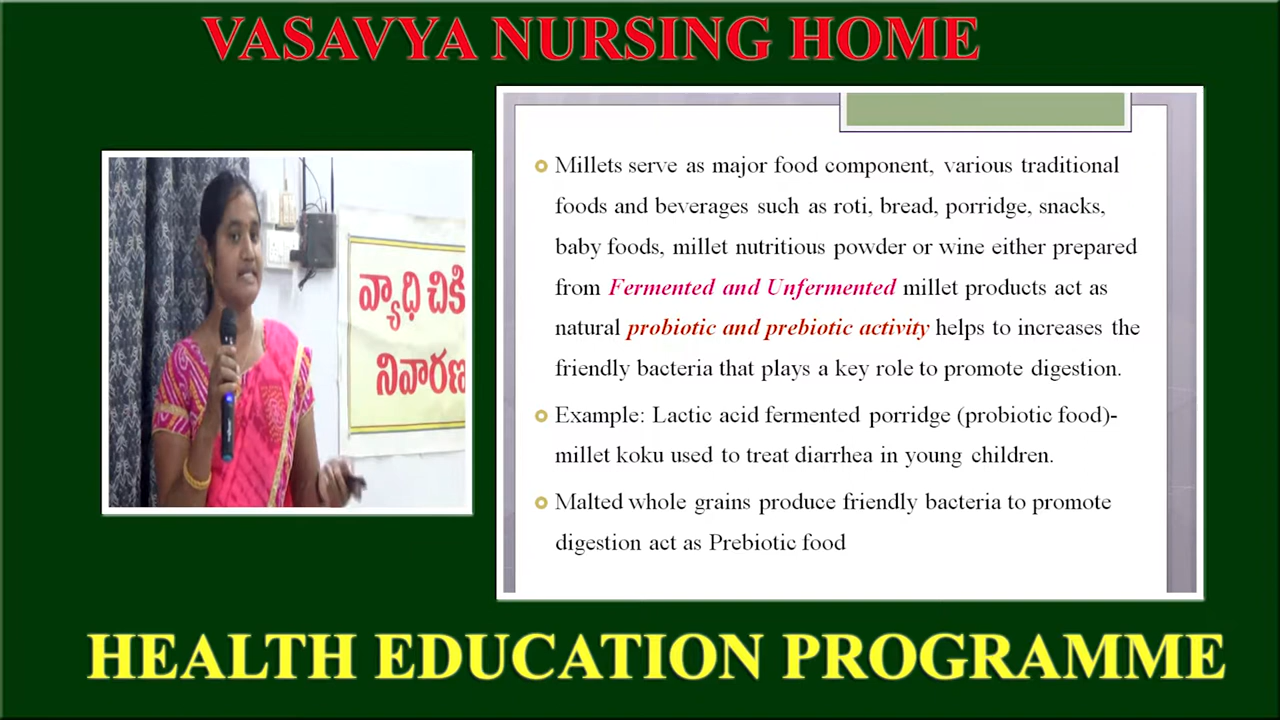 VASAVYA NURSING HOME
వ్యాధి చికి
నివారణ
Millets serve as major food component, various traditional
foods and beverages such as roti, bread, porridge, snacks,
baby foods, millet nutritious powder or wine either prepared
from Fermented and Unfermented millet products act as
natural probiotic and prebiotic activity helps to increases the
friendly bacteria that plays a key role to promote digestion.
Example: Lactic acid fermented porridge (probiotic food)-
millet koku used to treat diarrhea in young children.
Malted whole grains produce friendly bacteria to promote
digestion act as Prebiotic food
HEALTH EDUCATION PROGRAMME